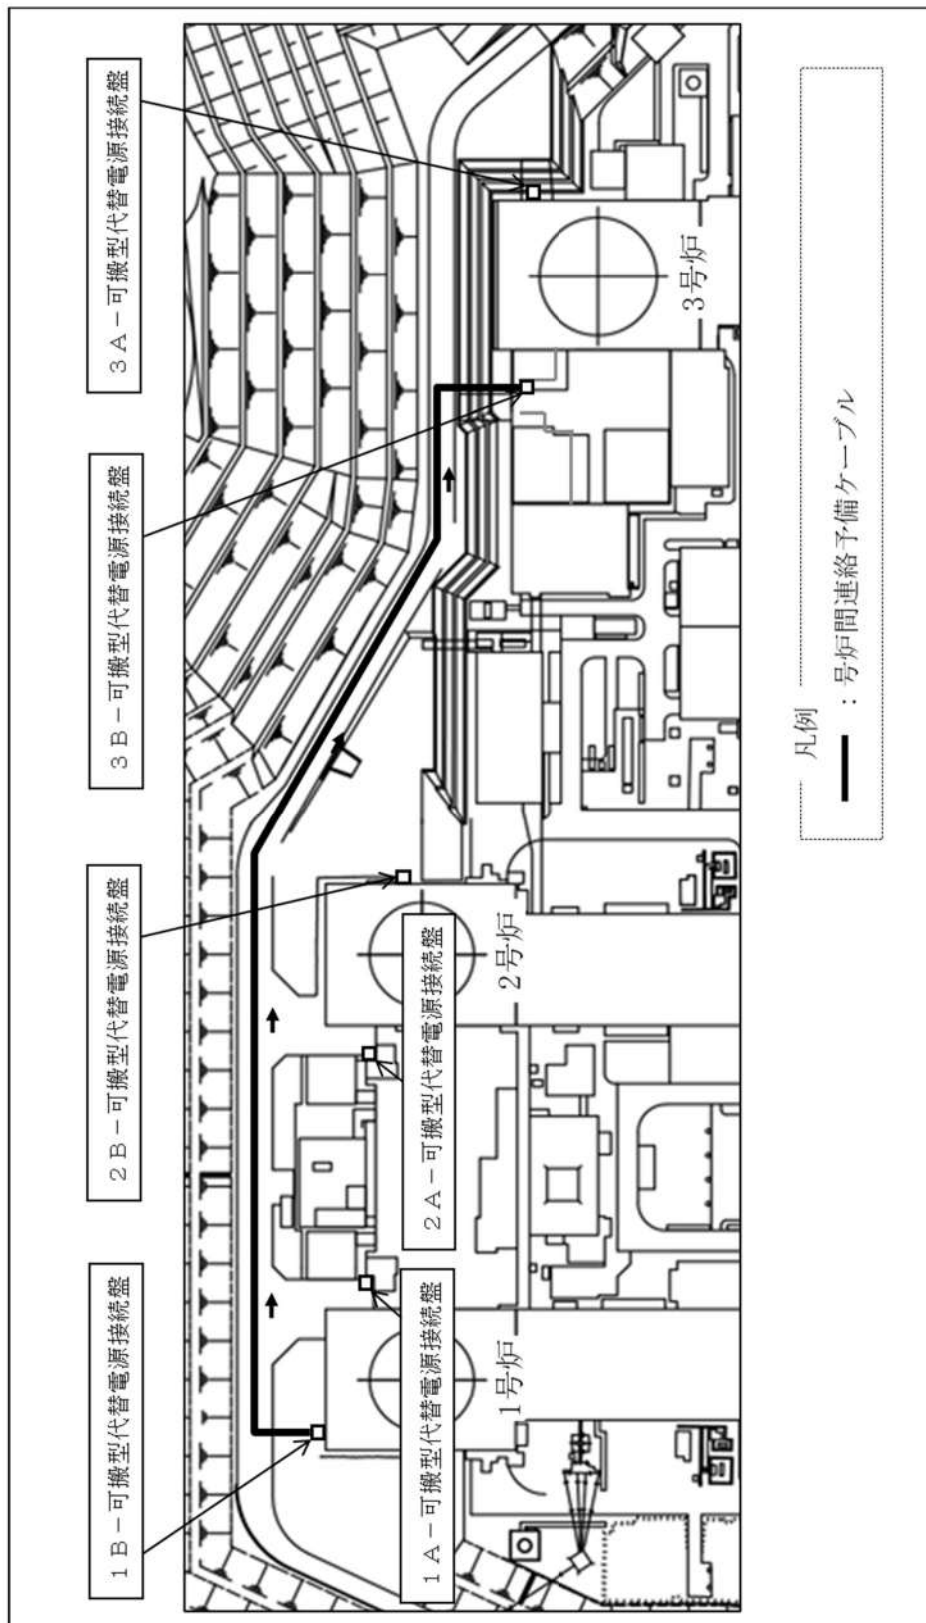 1B－可搬型代替電源接続盤
2B－可搬型代替電源接続盤
3B－可搬型代替電源接続盤
3A－可搬型代替電源接続盤
1A－可搬型代替電源接続盤
2A－可搬型代替電源接続盤
1号炉
2号炉
3号炉
凡例
：号炉間連絡予備ケーブル